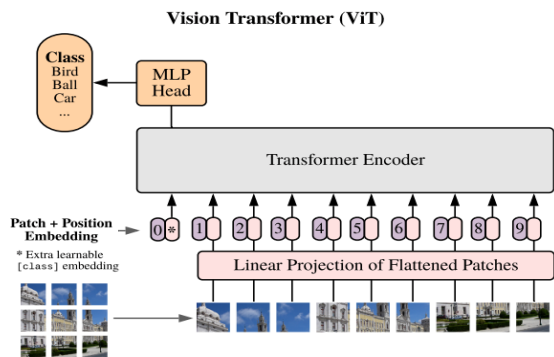 Vision Transformer (ViT)
Class
Bird
Ball
Car
...
MLP
Head
Transformer Encoder
Patch + Position
Embedding
* Extra learnable
[class] embedding
0 * 1 2 3 4 5 6 7 8 9
Linear Projection of Flattened Patches